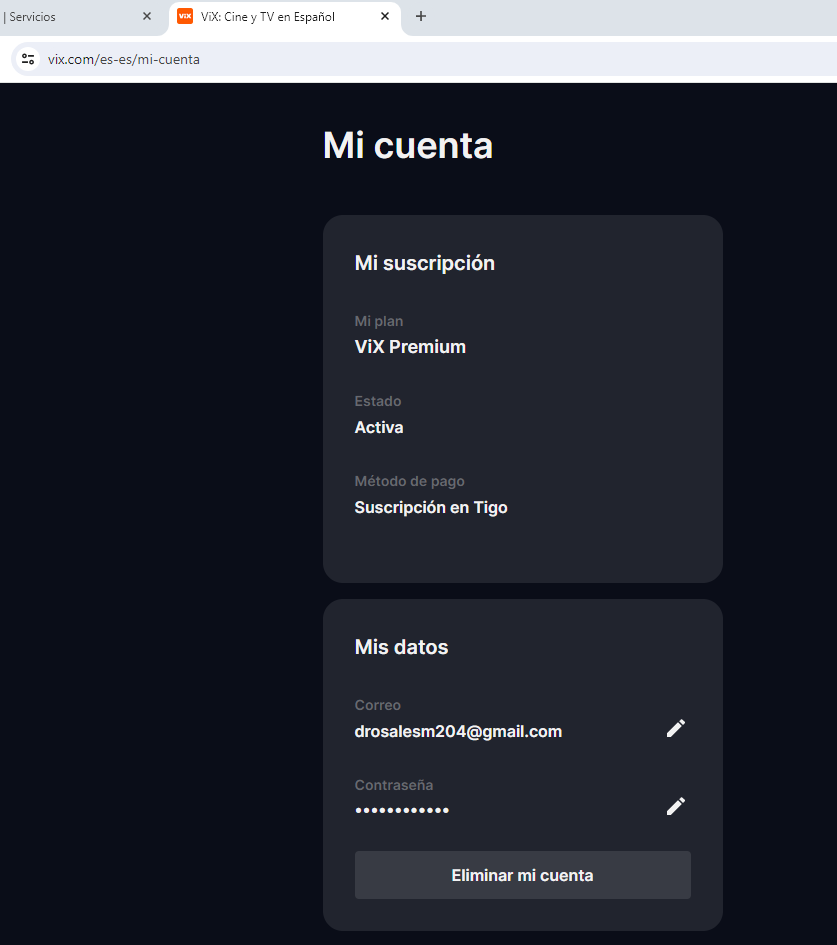 | Servicios
ViX ViX: Cine y TV en Español
vix.com/es-es/mi-cuenta
Mi cuenta
Mi suscripción
Mi plan
ViX Premium
Estado
Activa
Método de pago
Suscripción en Tigo
Mis datos
Correo
drosalesm204@gmail.com
Contraseña
••••••••••••
Eliminar mi cuenta